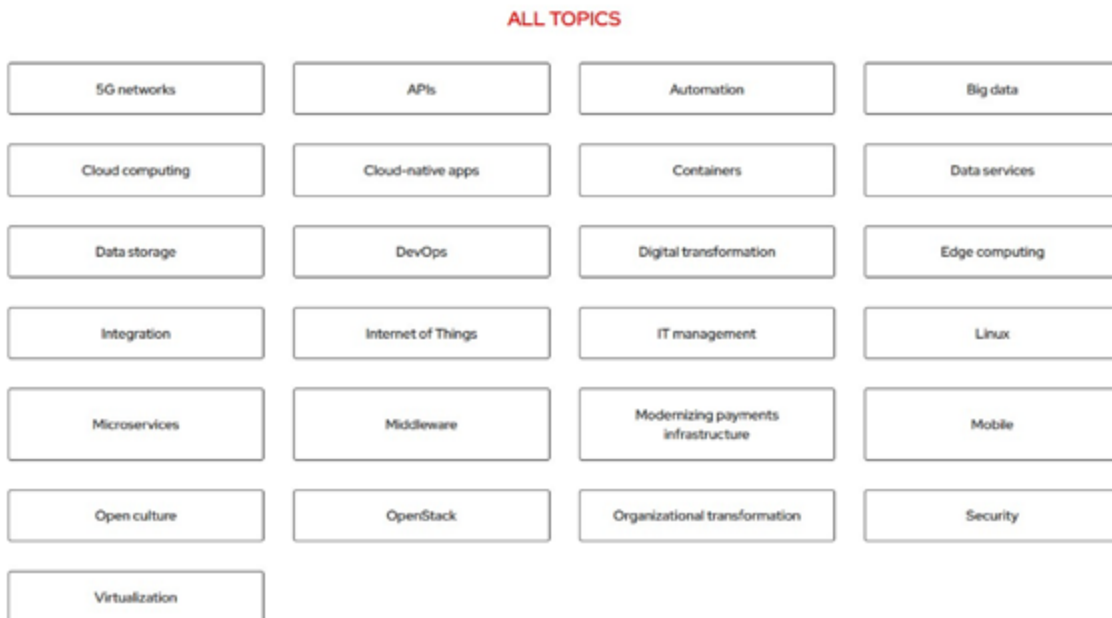 ALL TOPICS
5G networks
APIs
Automation
Big data
Cloud computing
Cloud-native apps
Containers
Data services
Data storage
DevOps
Digital transformation
Edge computing
Integration
Internet of Things
IT management
Linux
Microservices
Middleware
Modernizing payments
infrastructure
Mobile
Open culture
OpenStack
Organizational transformation
Security
Virtualization